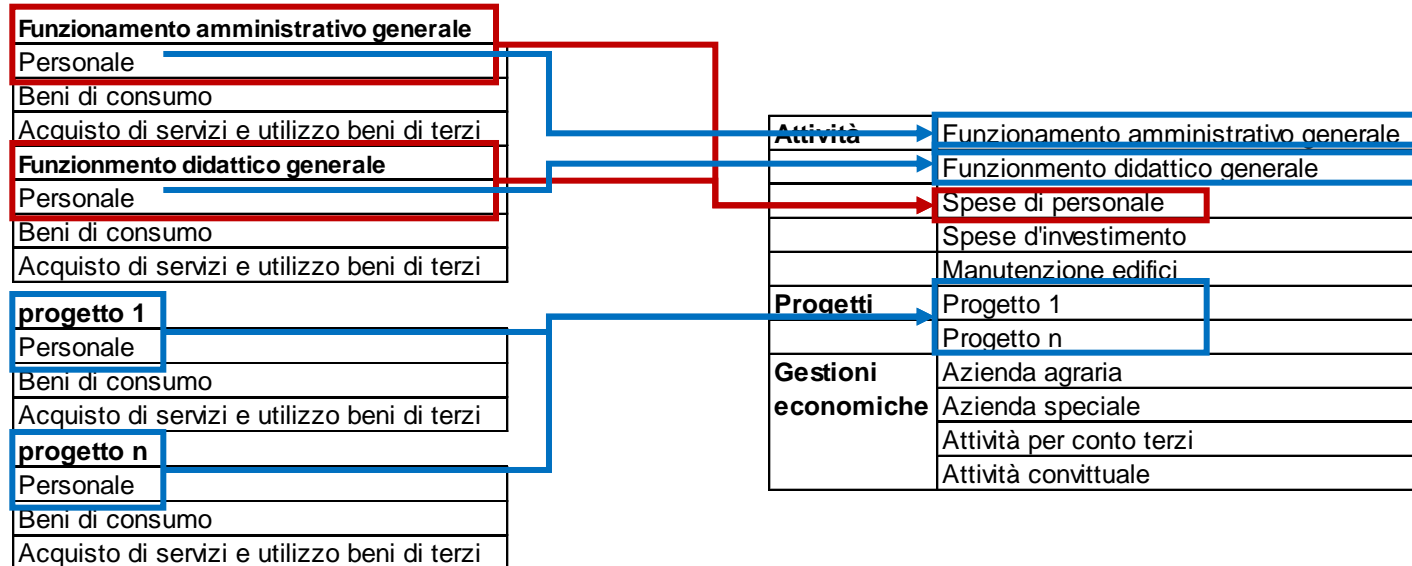 Funzionamento amministrativo generale
Personale
Beni di consumo
Acquisto di servizi e utilizzo beni di terzi
Funzionmento didattico generale
Personale
Beni di consumo
Acquisto di servizi e utilizzo beni di terzi
progetto 1
Personale
Beni di consumo
Acquisto di servizi e utilizzo beni di terzi
progetto n
Personale
Beni di consumo
Acquisto di servizi e utilizzo beni di terzi
Attività Funzionamento amministrativo generale
Funzionmento didattico generale
Spese di personale
Spese d'investimento
Manutenzione edifici
Progetti Progetto 1
Progetto n
Gestioni Azienda agraria
economiche Azienda speciale
Attività per conto terzi
Attività convittuale